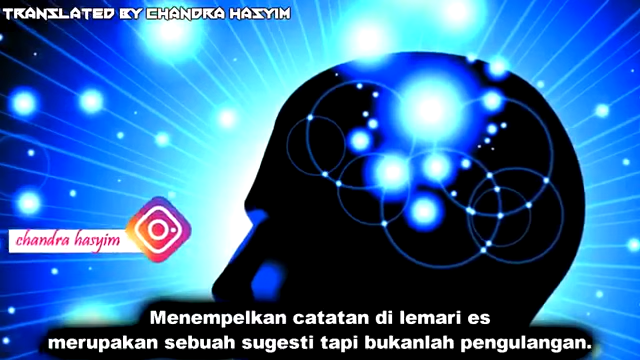 TRANSLATED BY CHANDRA HASYIM
chandra hasyim
Menempelkan catatan di lemari es
merupakan sebuah sugesti tapi bukanlah pengulangan.